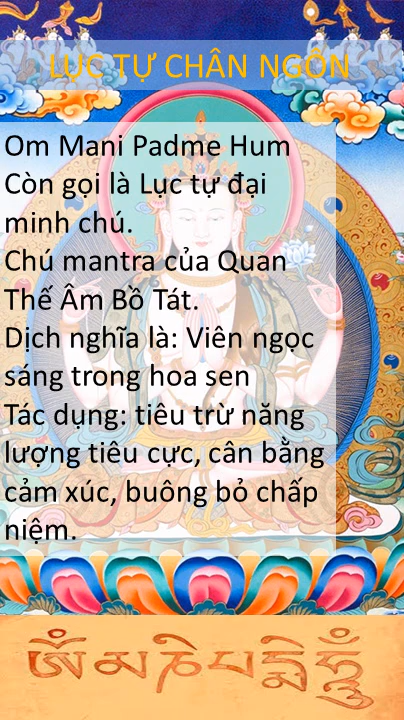 LỤC TỰ CHÂN NGÔN
Om Mani Padme Hum
Còn gọi là Lục tự đại
minh chú.
Chú mantra của Quan
Thế Âm Bồ Tát.
Dịch nghĩa là: Viên ngọc
sáng trong hoa sen
Tác dụng: tiêu trừ năng
lượng tiêu cực, cân bằng
cảm xúc, buông bỏ chấp
niệm.